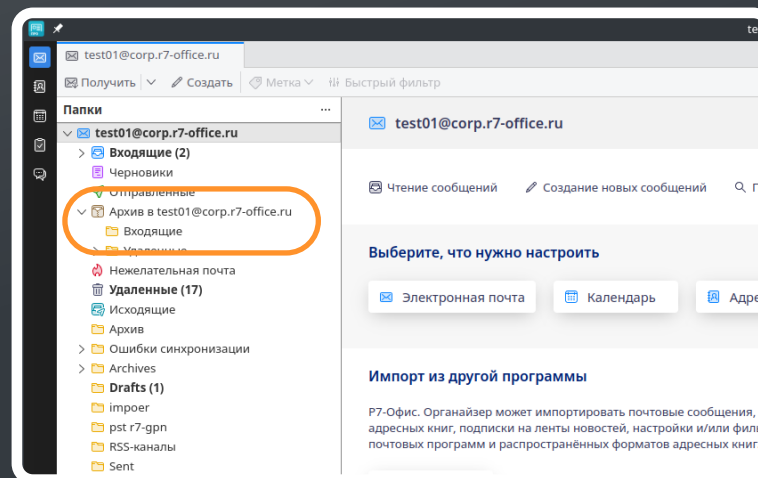 te
test01@corp.r7-office.ru
Получить
Создать
Метка
Быстрый фильтр
Папки
...
test01@corp.r7-office.ru
Входящие (2)
Черновики
Отправленные
Архив в test01@corp.r7-office.ru
Входящие
Удаленные
Нежелательная почта
Удаленные (17)
Исходящие
Архив
Ошибки синхронизации
Archives
Drafts (1)
impoer
pst r7-gpn
RSS-каналы
Sent
test01@corp.r7-office.ru
Чтение сообщений
Создание новых сообщений
П
Выберите, что нужно настроить
Электронная почта
Календарь
Адре
Импорт из другой программы
Р7-Офис. Органайзер может импортировать почтовые сообщения,
адресных книг, подписки на ленты новостей, настройки и/или фил
почтовых программ и распространённых форматов адресных книг